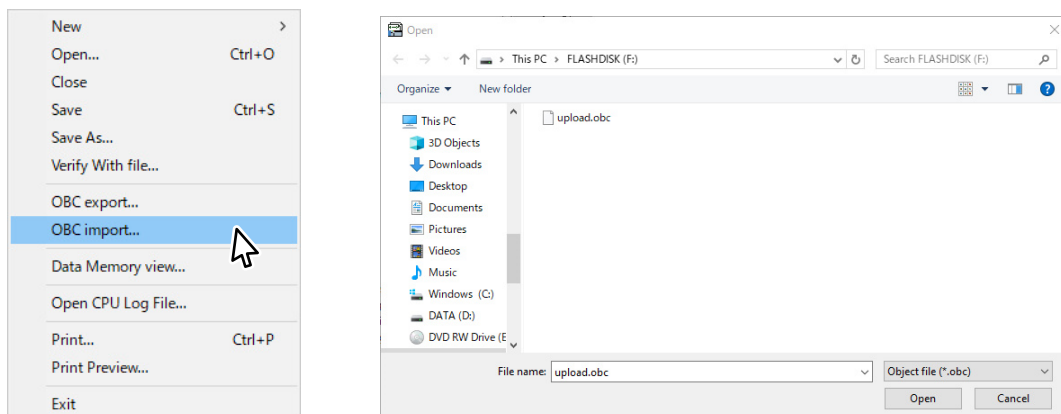 New >
Open... Ctrl+O
Close
Save Ctrl+S
Save As...
Verify With file...
OBC export...
OBC import...
Data Memory view...
Open CPU Log File...
Print... Ctrl+P
Print Preview...
Exit
Open
This PC > FLASHDISK (F:)
Search FLASHDISK (F:)
Organize
New folder
This PC
3D Objects
Downloads
Desktop
Documents
Pictures
Videos
Music
Windows (C:)
DATA (D:)
DVD RW Drive (E
upload.obc
File name: upload.obc
Object file (*.obc)
Open
Cancel